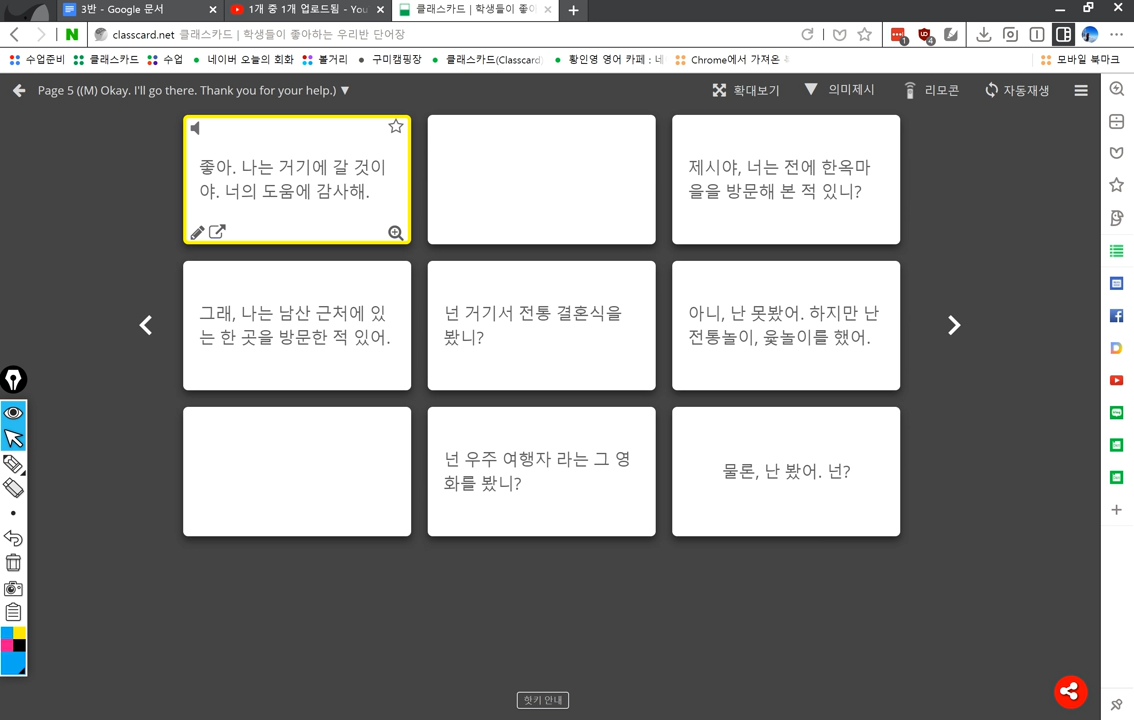 3반 - Google 문서
1개 중 1개 업로드됨 - You
클래스카드 | 학생들이 좋아
classcard.net 클래스카드 | 학생들이 좋아하는 우리반 단어장
수업준비 클래스카드 수업 네이버 오늘의 회화 볼거리 구미캠핑장 클래스카드(Classcard) 황인영 영어 카페 : 네 Chrome에서 가져온 모바일 북마크
Page 5 ((M) Okay. I'll go there. Thank you for your help.) ▼
확대보기 ▼ 의미제시 리모콘 자동재생
좋아. 나는 거기에 갈 것이
야. 너의 도움에 감사해.
제시야, 너는 전에 한옥마
을을 방문해 본 적 있니?
그래, 나는 남산 근처에 있
는 한 곳을 방문한 적 있어.
넌 거기서 전통 결혼식을
봤니?
아니, 난 못봤어. 하지만 난
전통놀이, 윷놀이를 했어.
넌 우주 여행자 라는 그 영
화를 봤니?
물론, 난 봤어. 넌?
핫키 안내